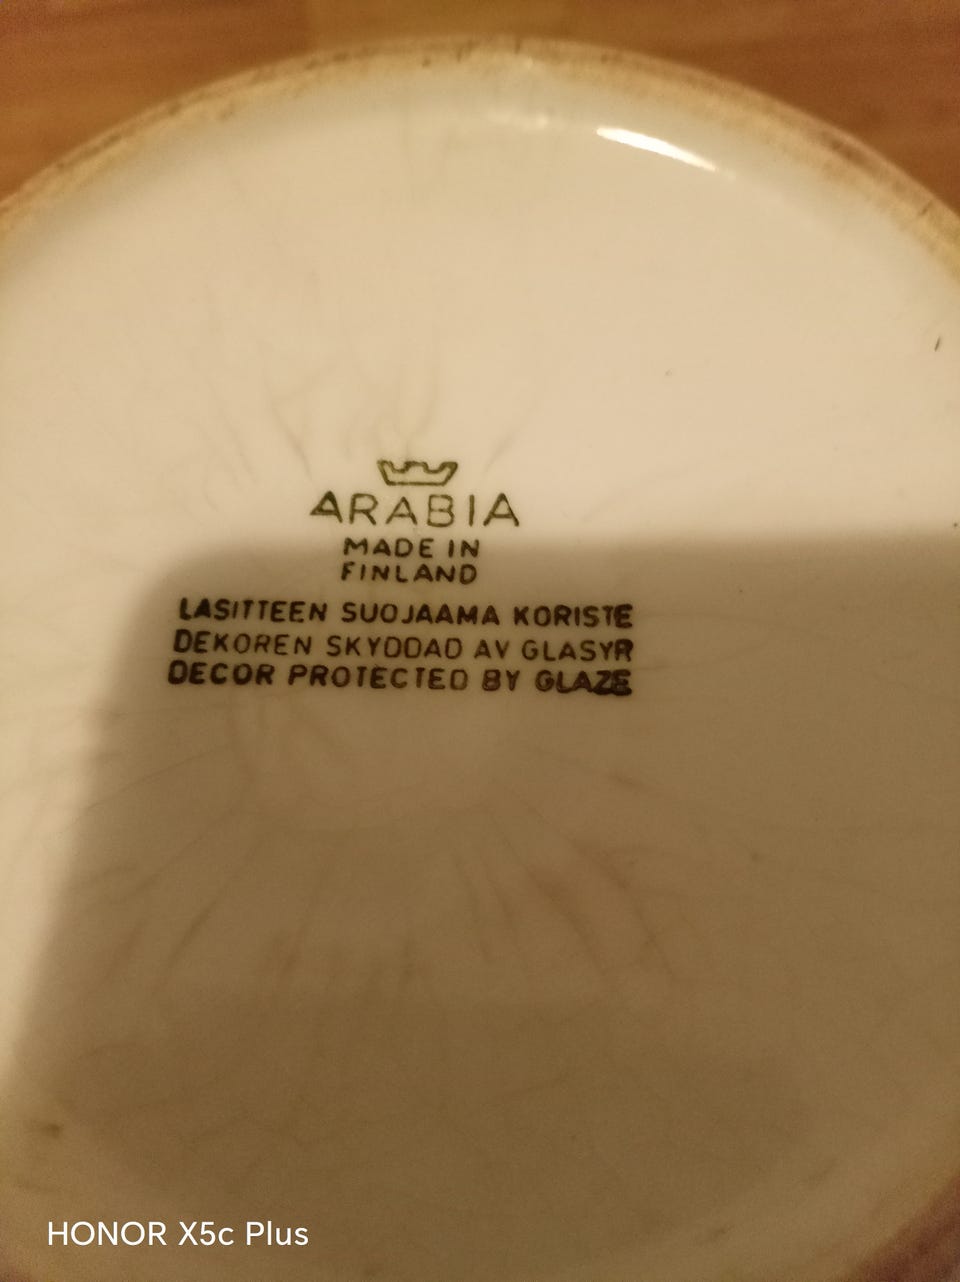 ARABIA
MADE IN
FINLAND
LASITTEEN SUOJAAMA KORISTE
DEKOREN SKYDDAD AV GLASYR
DECOR PROTECTED BY GLAZE
HONOR X5c Plus